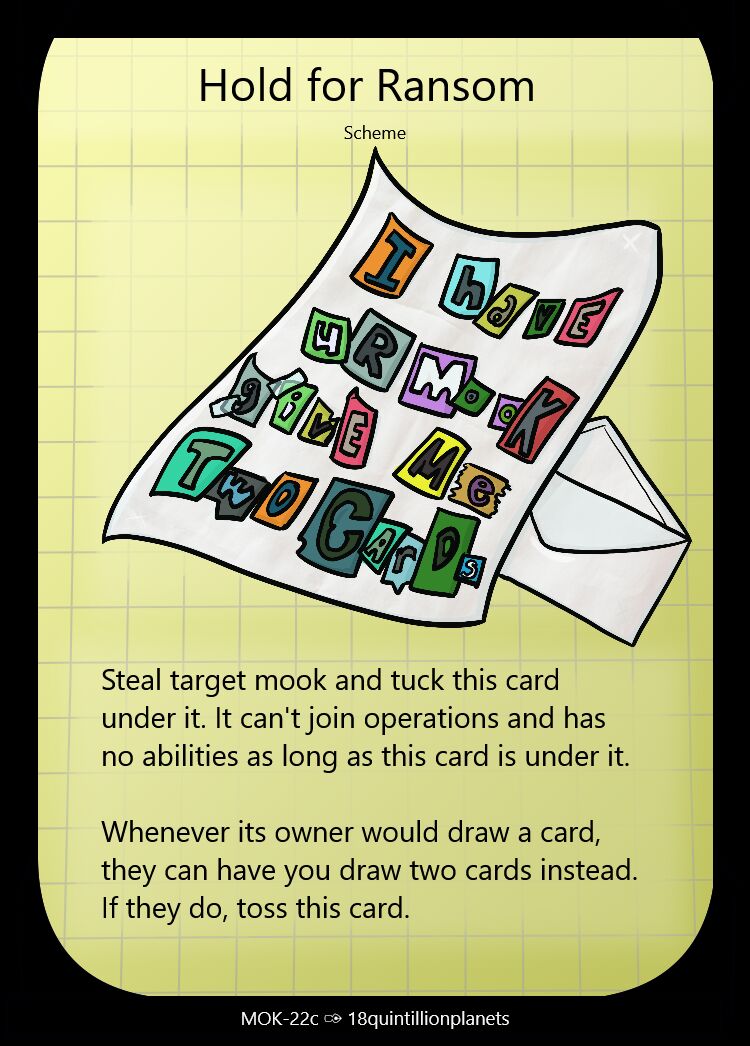 Hold for Ransom
Scheme
I have
uR MooK
give Me
Two Cards
Steal target mook and tuck this card
under it. It can't join operations and has
no abilities as long as this card is under it.
Whenever its owner would draw a card,
they can have you draw two cards instead.
If they do, toss this card.
MOK-22c ➩ 18quintillionplanets